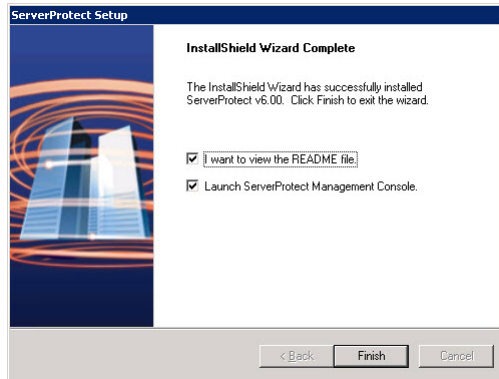 ServerProtect Setup
InstallShield Wizard Complete
The InstallShield Wizard has successfully installed
ServerProtect v6.00. Click Finish to exit the wizard.
I want to view the README file.
Launch ServerProtect Management Console.
< Back
Finish
Cancel